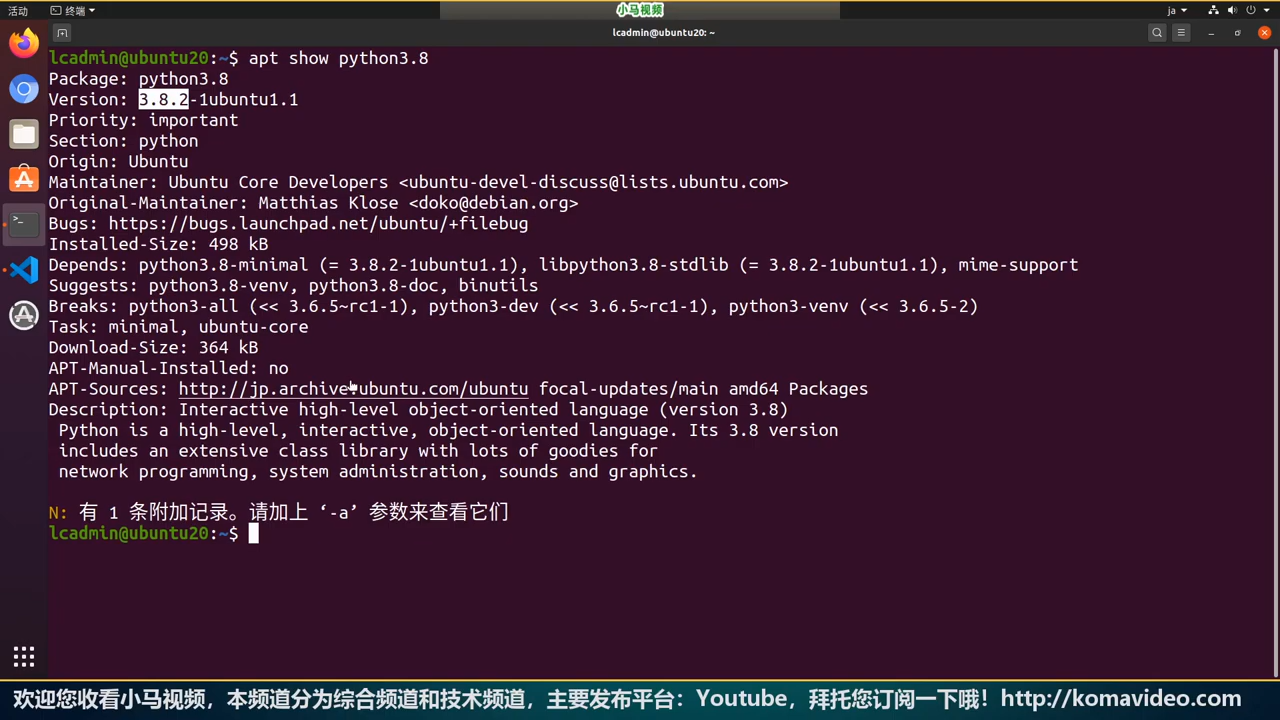 活动
终端
小马视频
ja
lcadmin@ubuntu20: ~
lcadmin@ubuntu20:~$ apt show python3.8
Package: python3.8
Version: 3.8.2-1ubuntu1.1
Priority: important
Section: python
Origin: Ubuntu
Maintainer: Ubuntu Core Developers <ubuntu-devel-discuss@lists.ubuntu.com>
Original-Maintainer: Matthias Klose <doko@debian.org>
Bugs: https://bugs.launchpad.net/ubuntu/+filebug
Installed-Size: 498 kB
Depends: python3.8-minimal (= 3.8.2-1ubuntu1.1), libpython3.8-stdlib (= 3.8.2-1ubuntu1.1), mime-support
Suggests: python3.8-venv, python3.8-doc, binutils
Breaks: python3-all (<< 3.6.5~rc1-1), python3-dev (<< 3.6.5~rc1-1), python3-venv (<< 3.6.5-2)
Task: minimal, ubuntu-core
Download-Size: 364 kB
APT-Manual-Installed: no
APT-Sources: http://jp.archive.ubuntu.com/ubuntu focal-updates/main amd64 Packages
Description: Interactive high-level object-oriented language (version 3.8)
Python is a high-level, interactive, object-oriented language. Its 3.8 version
includes an extensive class library with lots of goodies for
network programming, system administration, sounds and graphics.
N: 有 1 条附加记录。请加上 ‘-a’ 参数来查看它们
lcadmin@ubuntu20:~$
欢迎您收看小马视频，本频道分为综合频道和技术频道，主要发布平台：Youtube，拜托您订阅一下哦！http://komavideo.com